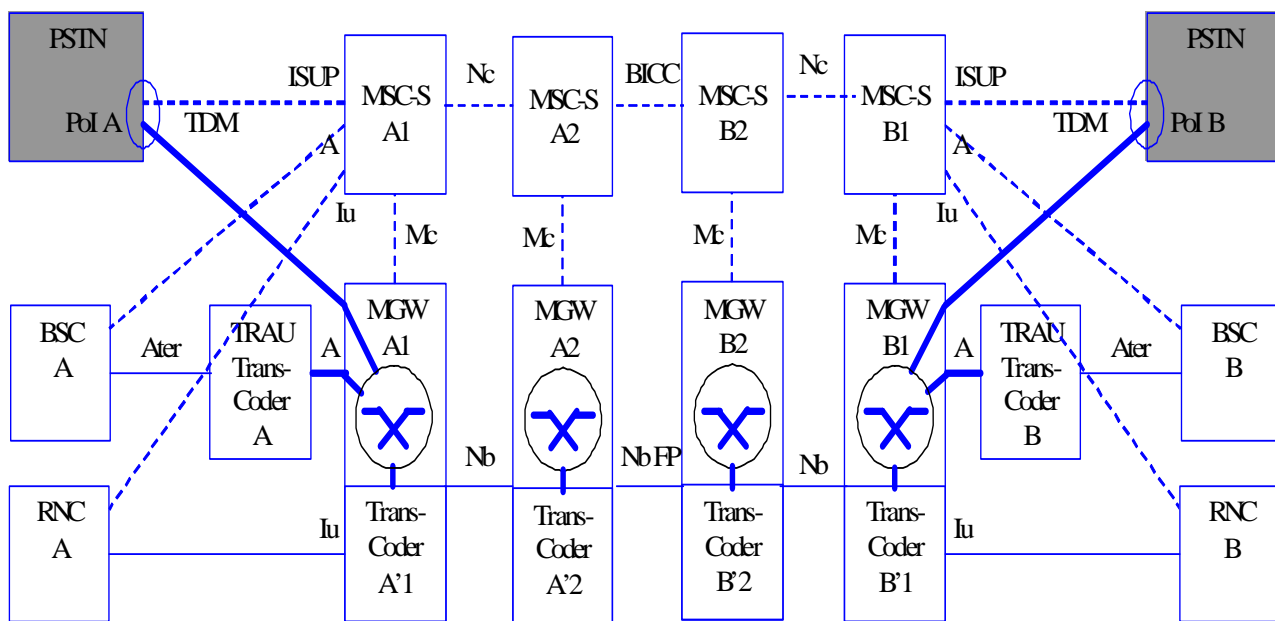 PSTN
PSTN
ISUP
Nc
BICC
Nc
ISUP
MSC-S
A1
MSC-S
A2
MSC-S
B2
MSC-S
B1
PoI A
TDM
TDM
PoI B
A
A
Iu
Iu
Mc
Mc
Mc
Mc
MGW
A1
MGW
A2
MGW
B2
MGW
B1
BSC
A
Ater
TRAU
Trans-
Coder
A
A
A
TRAU
Trans-
Coder
B
Ater
BSC
B
Nb
Nb FP
Nb
RNC
A
Iu
Trans-
Coder
A'1
Trans-
Coder
A'2
Trans-
Coder
B'2
Trans-
Coder
B'1
Iu
RNC
B